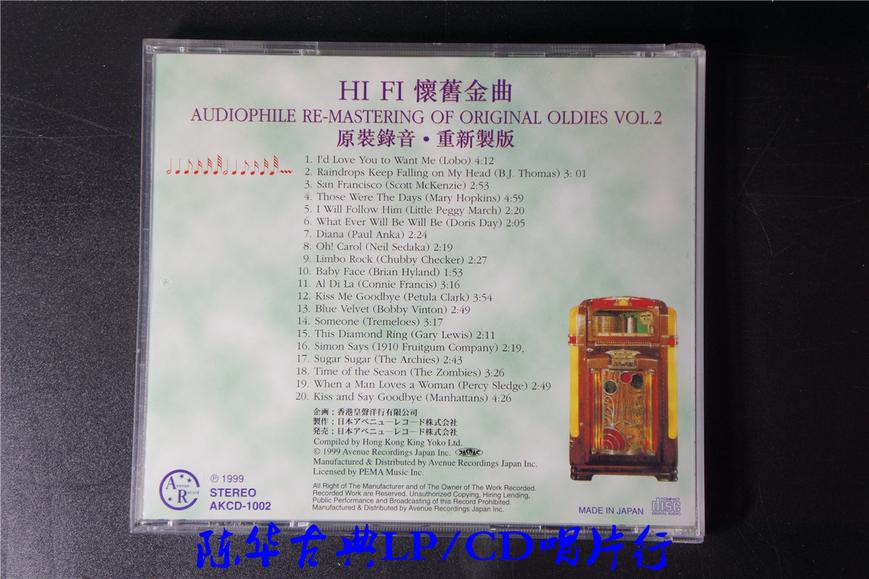 HI FI 懷舊金曲
AUDIOPHILE RE-MASTERING OF ORIGINAL OLDIES VOL.2
原裝錄音・重新製版
1. I'd Love You to Want Me (Lobo) 4:12
2. Raindrops Keep Falling on My Head (B.J. Thomas) 3: 01
3. San Francisco (Scott McKenzie) 2:53
4. Those Were The Days (Mary Hopkins) 4:59
5. I Will Follow Him (Little Peggy March) 2:20
6. What Ever Will Be Will Be (Doris Day) 2:05
7. Diana (Paul Anka) 2:24
8. Oh! Carol (Neil Sedaka) 2:19
9. Limbo Rock (Chubby Checker) 2:27
10. Baby Face (Brian Hyland) 1:53
11. Al Di La (Connie Francis) 3:16
12. Kiss Me Goodbye (Petula Clark) 3:54
13. Blue Velvet (Bobby Vinton) 2:49
14. Someone (Tremeloes) 3:17
15. This Diamond Ring (Gary Lewis) 2:11
16. Simon Says (1910 Fruitgum Company) 2:19,
17. Sugar Sugar (The Archies) 2:43
18. Time of the Season (The Zombies) 3:26
19. When a Man Loves a Woman (Percy Sledge) 2:49
20. Kiss and Say Goodbye (Manhattans) 4:26
企画：香港皇聲洋行有限公司
製作：日本アベニューレコード株式会社
発売：日本アベニューレコード株式会社
Compiled by Hong Kong King Yoko Ltd.
© 1999 Avenue Recordings Japan Inc.
Manufactured & Distributed by Avenue Recordings Japan Inc.
Licensed by PEMA Music Inc.
All Right of The Manufacturer and of The Owner of The Work Recorded.
Recorded Work are Reserved. Unauthorized Copying, Hiring Lending,
Public Performance and Broadcasting of this Record Prohibited.
Manufactured & Distributed by Avenue Recordings Japan Inc.
A Avenue Record R
℗ 1999
STEREO
AKCD-1002
MADE IN JAPAN
陈华古典LP/CD唱片行